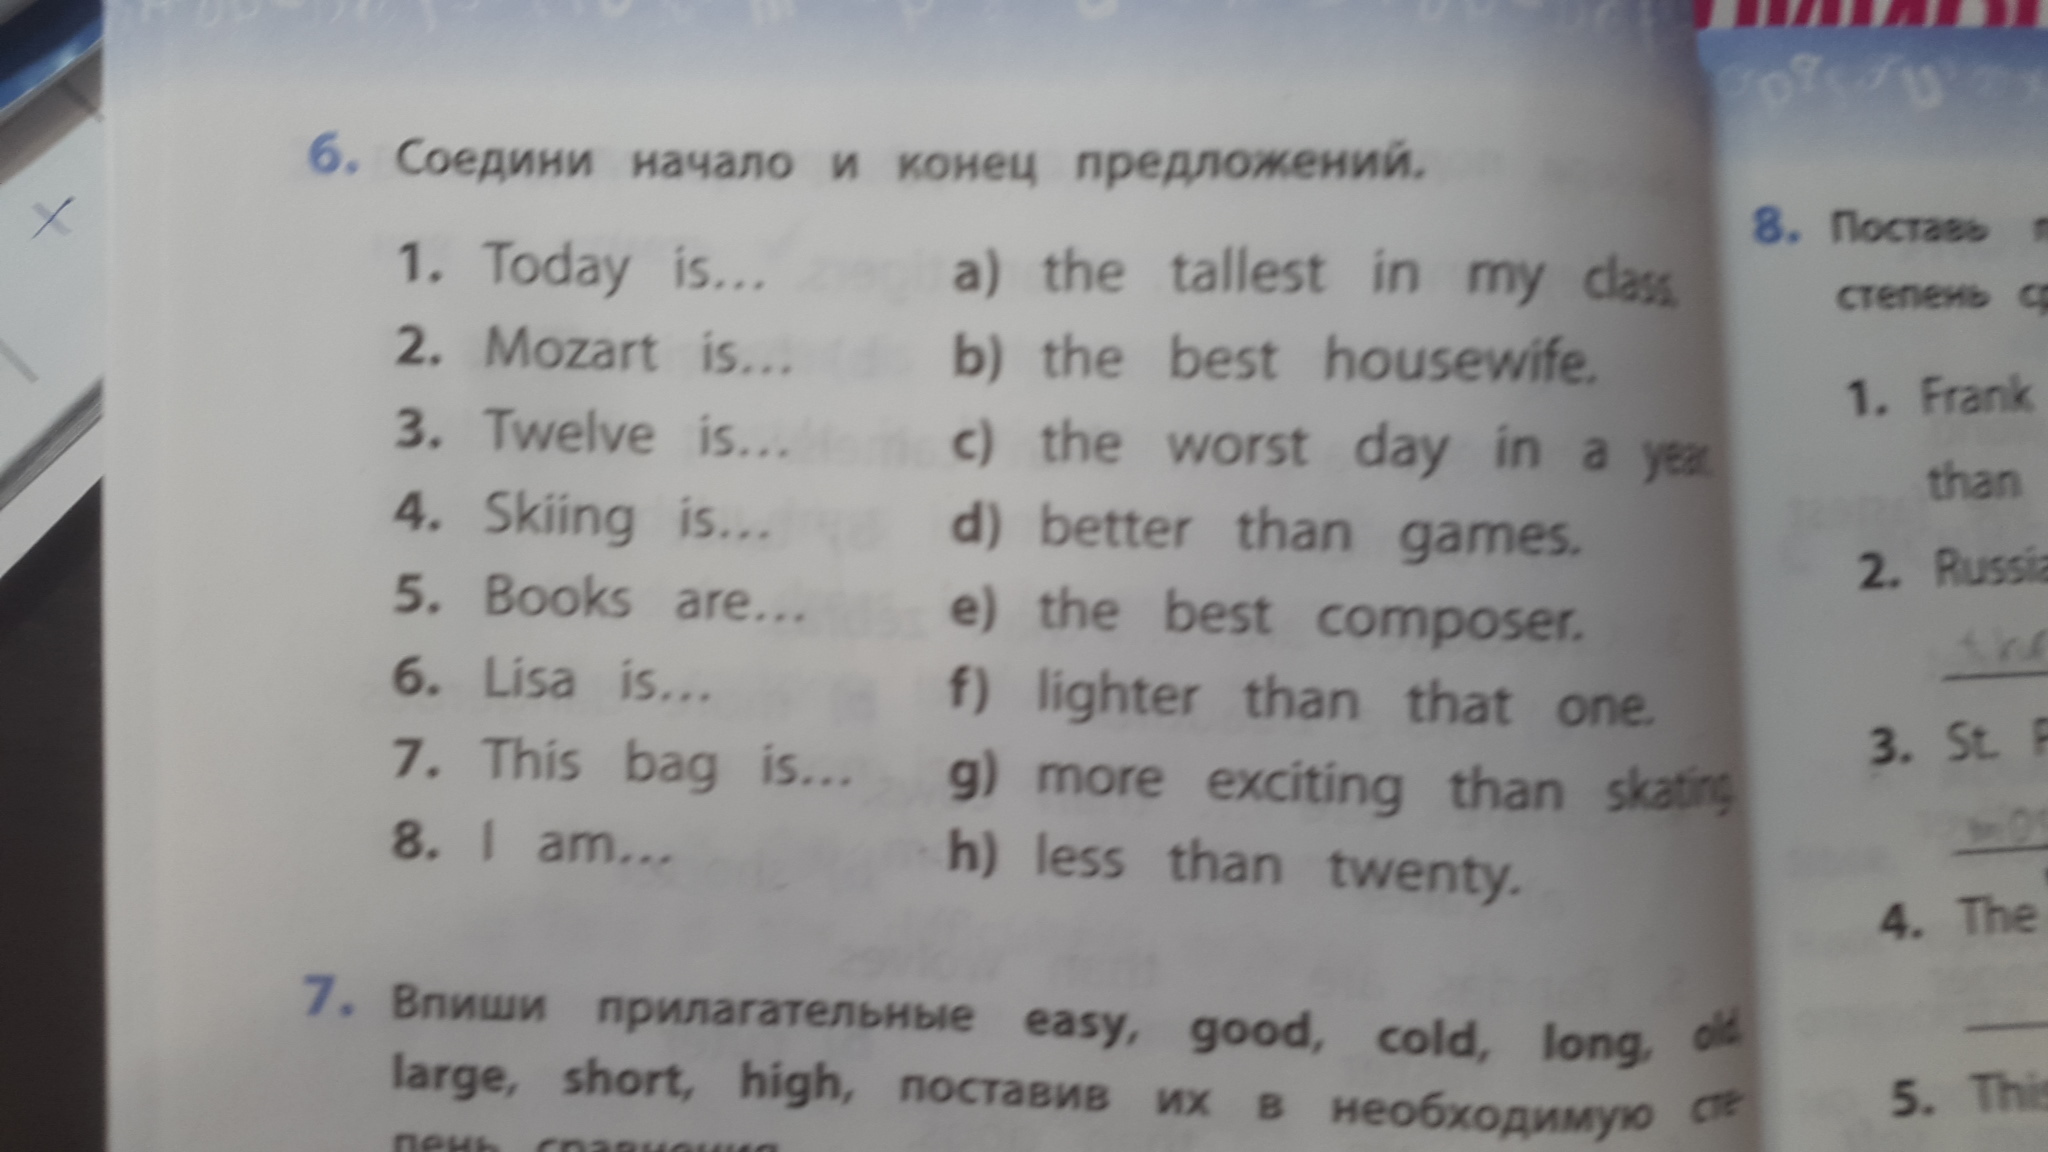 6. Соедини начало и конец предложений.
1. Today is...
2. Mozart is...
3. Twelve is...
4. Skiing is...
5. Books are...
6. Lisa is...
7. This bag is...
8. I am...
a) the tallest in my class.
b) the best housewife.
c) the worst day in a year.
d) better than games.
e) the best composer.
f) lighter than that one.
g) more exciting than skating.
h) less than twenty.
7. Впиши прилагательные easy, good, cold, long, old,
large, short, high, поставив их в необходимую сте
пень сравнения.
8. Поставь
степень
1. Frank
than
2. Russia
3. St.
4. The
5. This